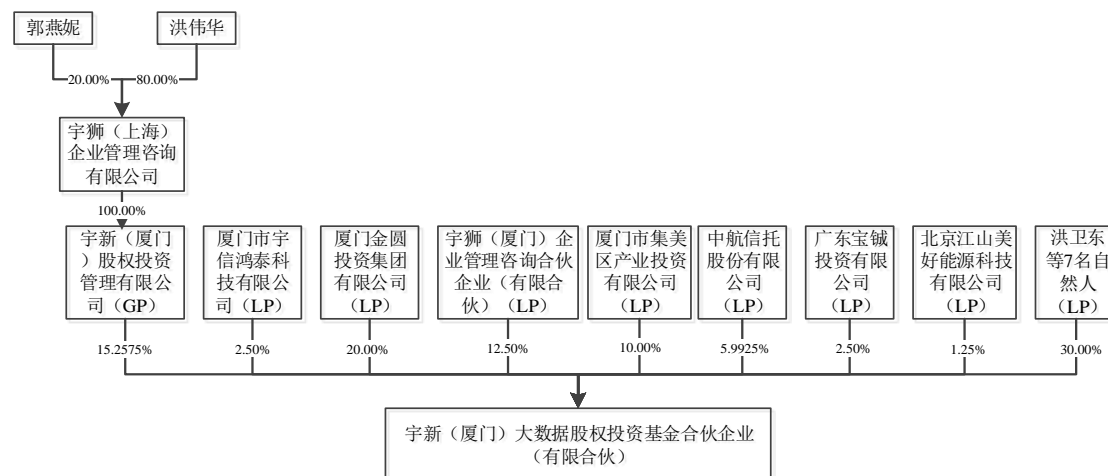 郭燕妮
洪伟华
20.00%
80.00%
宇狮（上海）
企业管理咨询
有限公司
100.00%
宇新（厦门
）股权投资
管理有限公
司（GP）
厦门市宇
信鸿泰科
技有限公
司（LP）
厦门金圆
投资集团
有限公司
（LP）
宇狮（厦门）企
业管理咨询合伙
企业（有限合
伙）（LP）
厦门市集美
区产业投资
有限公司
（LP）
中航信托
股份有限
公司
（LP）
广东宝铖
投资有限
公司
（LP）
北京江山美
好能源科技
有限公司
（LP）
洪卫东
等7名自
然人
（LP）
15.2575%
2.50%
20.00%
12.50%
10.00%
5.9925%
2.50%
1.25%
30.00%
宇新（厦门）大数据股权投资基金合伙企业
（有限合伙）